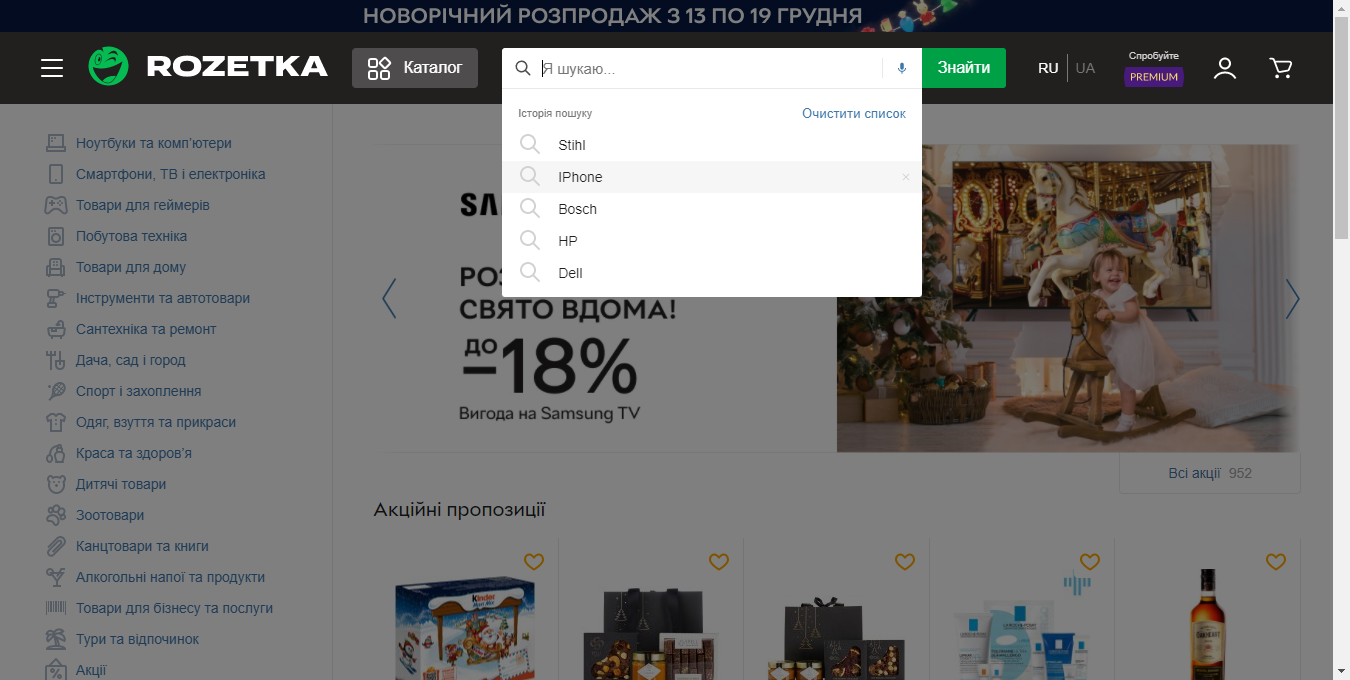 НОВОРІЧНИЙ РОЗПРОДАЖ З 13 ПО 19 ГРУДНЯ
ROZETKA
Каталог
Я шукаю...
Знайти
RU
UA
Спробуйте
PREMIUM
Історія пошуку
Очистити список
Stihl
IPhone
Bosch
HP
Dell
Ноутбуки та комп'ютери
Смартфони, ТВ і електроніка
Товари для геймерів
Побутова техніка
Товари для дому
Інструменти та автотовари
Сантехніка та ремонт
Дача, сад і город
Спорт і захоплення
Одяг, взуття та прикраси
Краса та здоров'я
Дитячі товари
Зоотовари
Канцтовари та книги
Алкогольні напої та продукти
Товари для бізнесу та послуги
Тури та відпочинок
Акції
СВЯТО ВДОМА!
до
–18%
Вигода на Samsung TV
Всі акції 952
Акційні пропозиції
Kinder